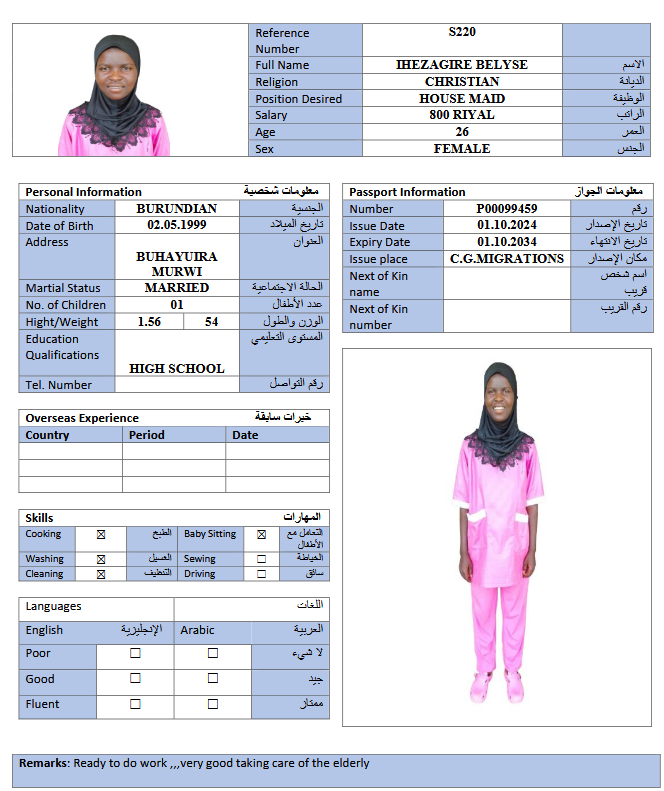 Reference Number S220
Full Name IHEZAGIRE BELYSE الاسم
Religion CHRISTIAN الديانة
Position Desired HOUSE MAID الوظيفة
Salary 800 RIYAL الراتب
Age 26 العمر
Sex FEMALE الجنس
Personal Information معلومات شخصية
Nationality BURUNDIAN الجنسية
Date of Birth 02.05.1999 تاريخ الميلاد
Address BUHAYUIRA MURWI العنوان
Martial Status MARRIED الحالة الاجتماعية
No. of Children 01 عدد الأطفال
Hight/Weight 1.56 54 الوزن والطول
Education Qualifications HIGH SCHOOL المستوى التعليمي
Tel. Number رقم التواصل
Passport Information معلومات الجواز
Number P00099459 رقم
Issue Date 01.10.2024 تاريخ الإصدار
Expiry Date 01.10.2034 تاريخ الانتهاء
Issue place C.G.MIGRATIONS مكان الإصدار
Next of Kin name اسم شخص قريب
Next of Kin number رقم القريب
Overseas Experience خبرات سابقة
Country Period Date
Skills المهارات
Cooking ☒ الطبخ Baby Sitting ☒ التعامل مع الأطفال
Washing ☒ الغسيل Sewing ☐ الخياطة
Cleaning ☒ التنظيف Driving ☐ سائق
Languages اللغات
English الإنجليزية Arabic العربية
Poor ☐ ☐ لا شيء
Good ☐ ☐ جيد
Fluent ☐ ☐ ممتاز
Remarks: Ready to do work ,,,very good taking care of the elderly